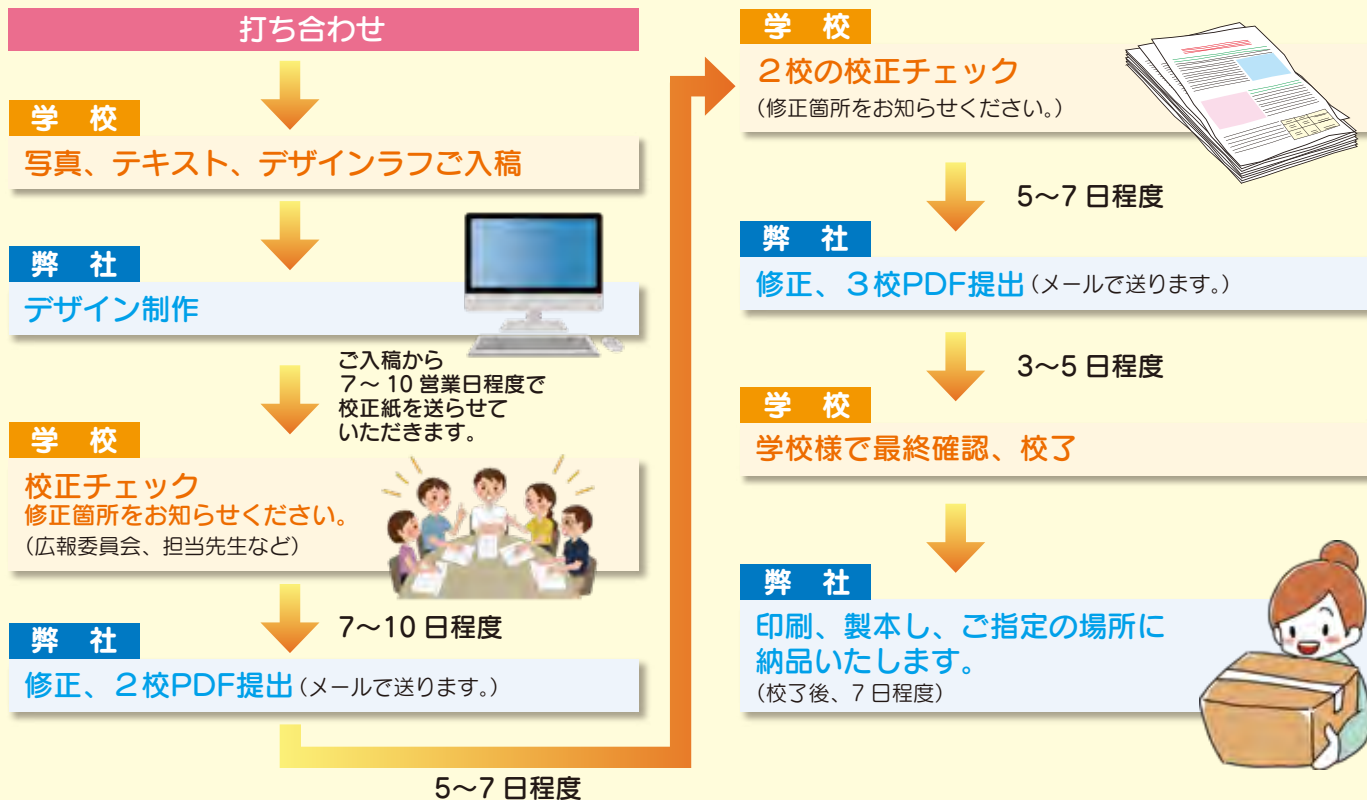 打ち合わせ
学 校
写真、テキスト、デザインラフご入稿
弊 社
デザイン制作
ご入稿から
7〜10営業日程度で
校正紙を送らせて
いただきます。
学 校
校正チェック
修正箇所をお知らせください。
(広報委員会、担当先生など)
7〜10日程度
弊 社
修正、2校PDF提出(メールで送ります。)
5〜7日程度
学 校
2校の校正チェック
(修正箇所をお知らせください。)
5〜7日程度
弊 社
修正、3校PDF提出(メールで送ります。)
3〜5日程度
学 校
学校様で最終確認、校了
弊 社
印刷、製本し、ご指定の場所に
納品いたします。
(校了後、7日程度)